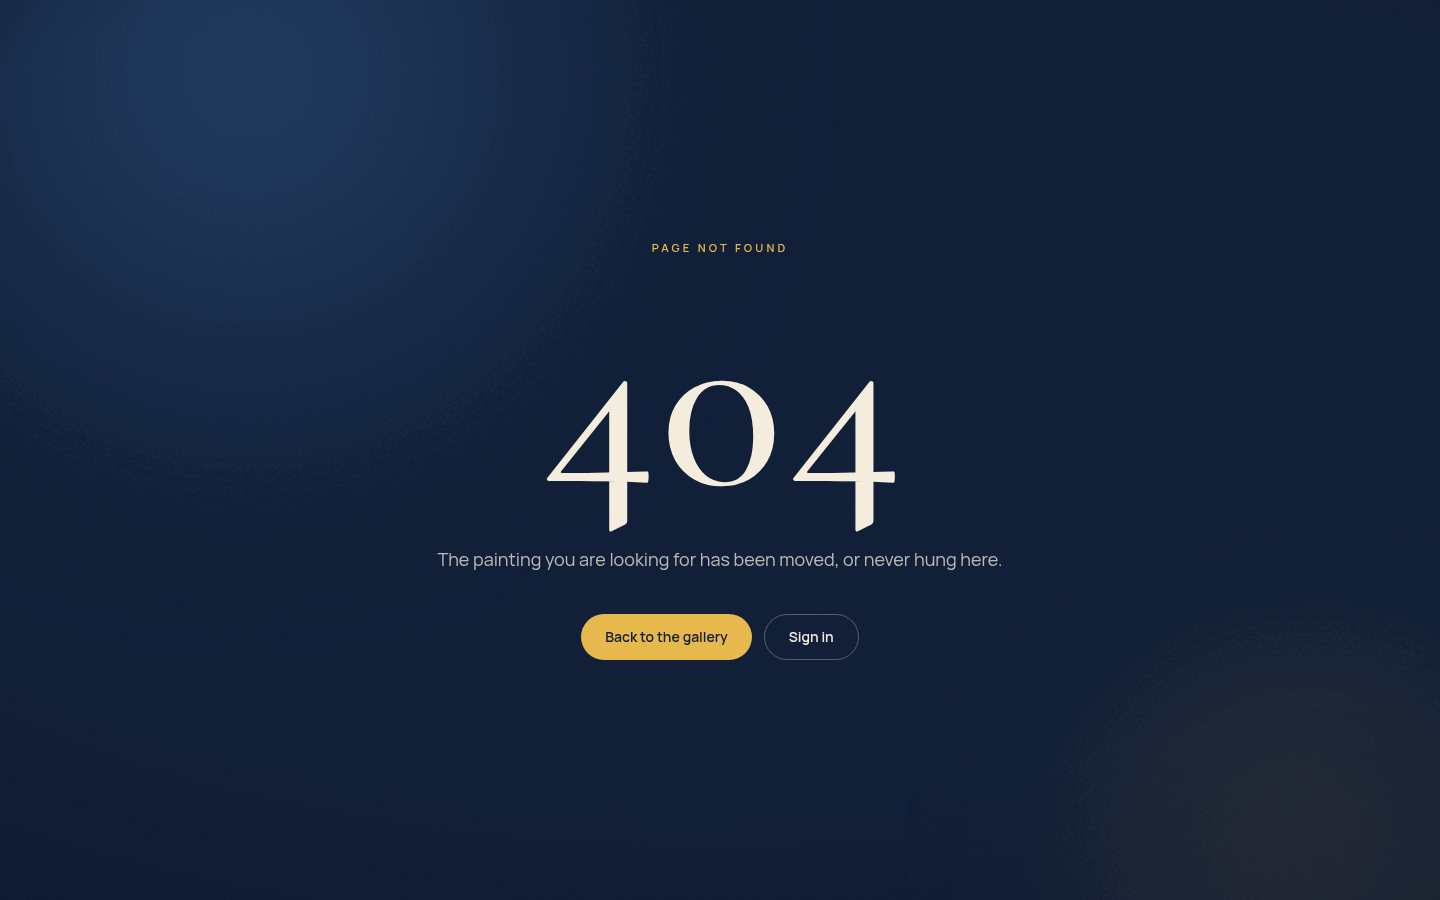 PAGE NOT FOUND
404
The painting you are looking for has been moved, or never hung here.
Back to the gallery
Sign in